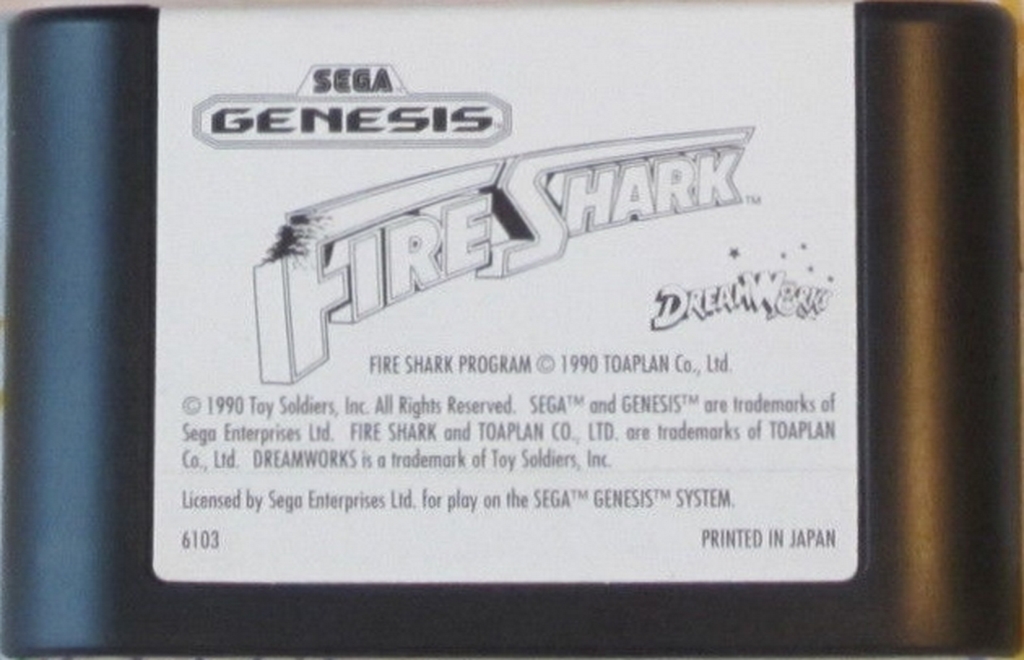 SEGA
GENESIS
FIRE SHARK™
DREAMWORKS
FIRE SHARK PROGRAM © 1990 TOAPLAN Co., Ltd.
© 1990 Toy Soldiers, Inc. All Rights Reserved. SEGA™ and GENESIS™ are trademarks of
Sega Enterprises Ltd. FIRE SHARK and TOAPLAN CO., LTD. are trademarks of TOAPLAN
Co., Ltd. DREAMWORKS is a trademark of Toy Soldiers, Inc.
Licensed by Sega Enterprises Ltd. for play on the SEGA™ GENESIS™ SYSTEM.
6103 PRINTED IN JAPAN